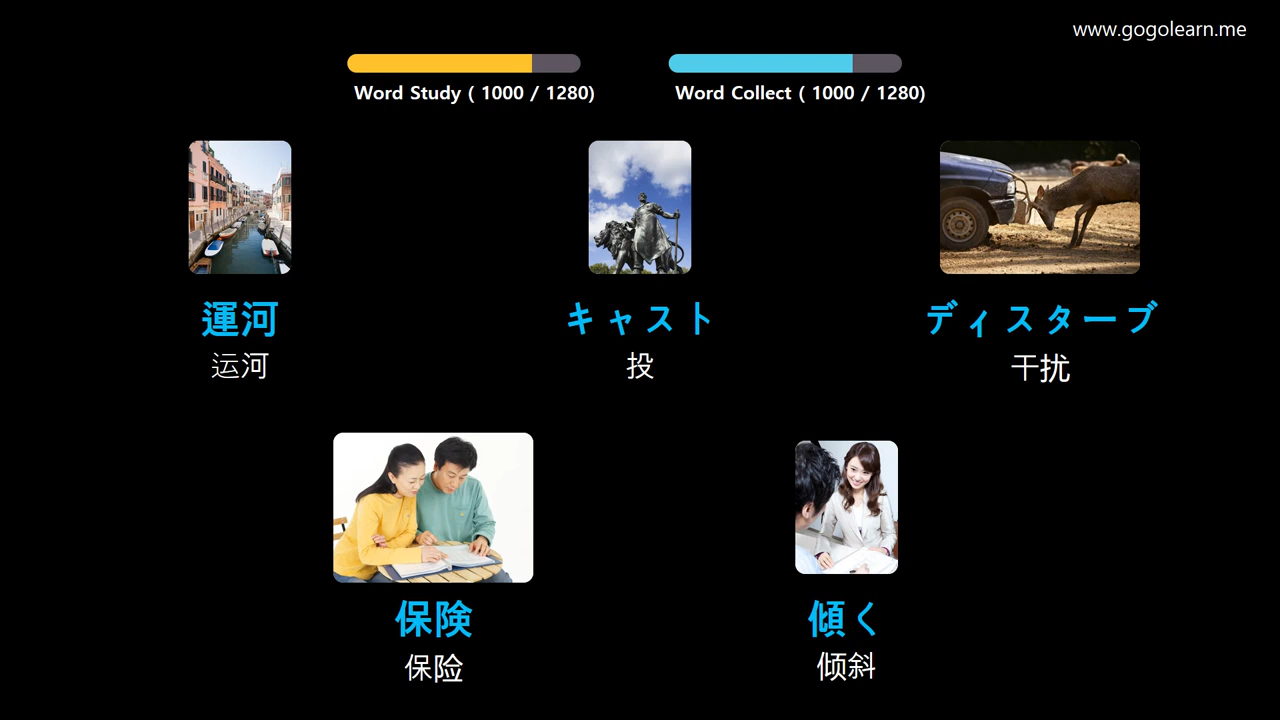 www.gogolearn.me
Word Study ( 1000 / 1280)
Word Collect ( 1000 / 1280)
運河
运河
キャスト
投
ディスターブ
干扰
保険
保险
傾く
倾斜